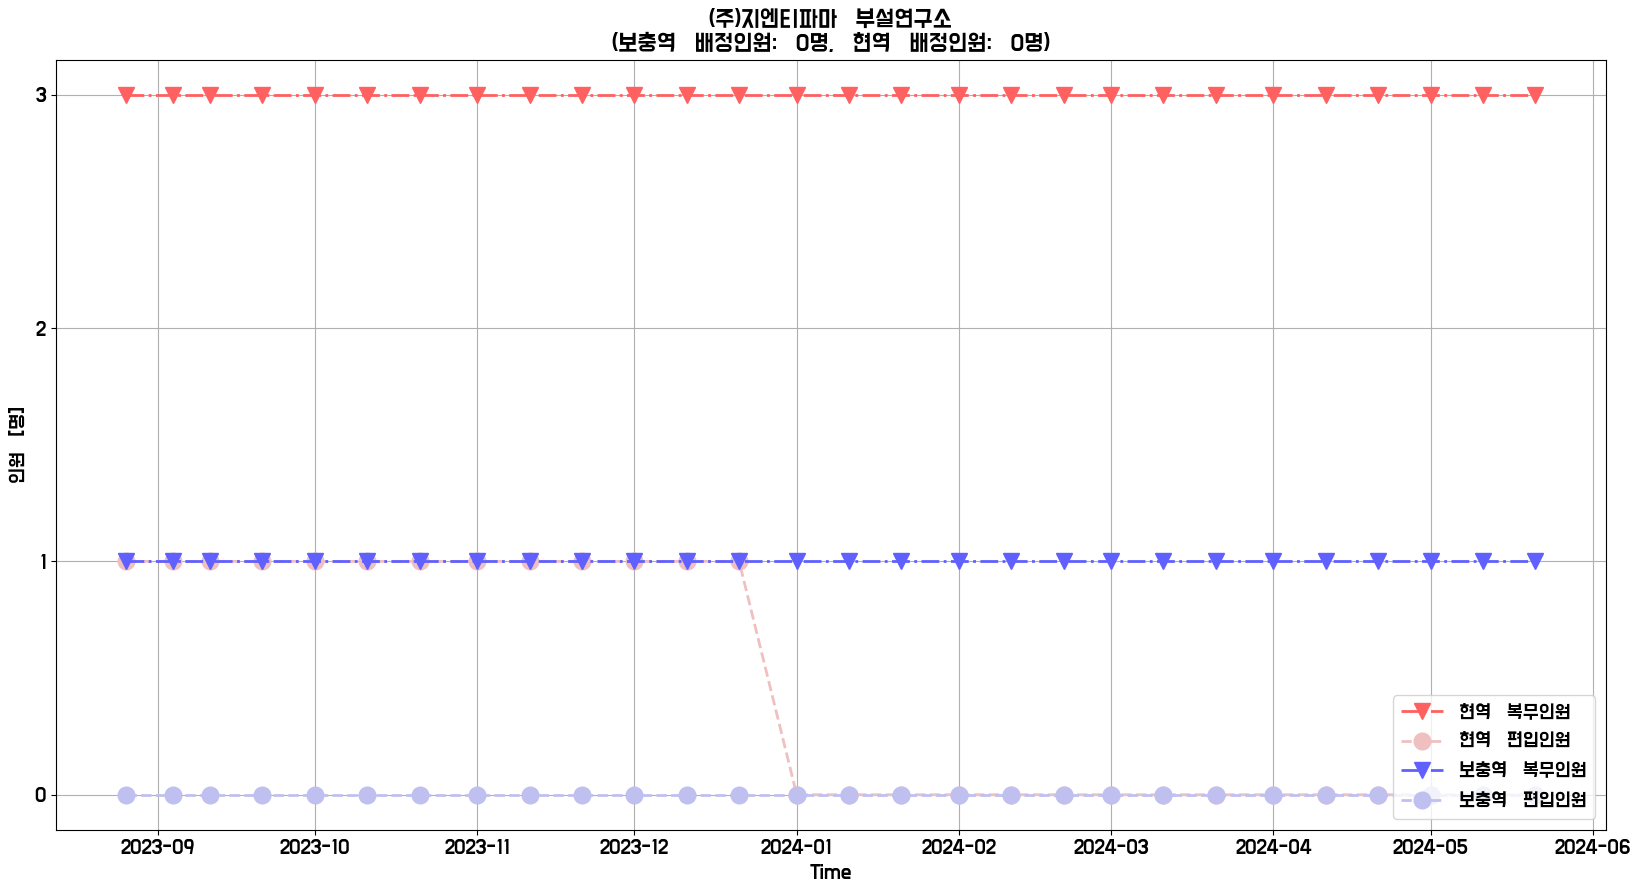 (주)지엔티파마 부설연구소
(보충역 배정인원: 0명, 현역 배정인원: 0명)
3
2
1
0
인원 [명]
2023-09 2023-10 2023-11 2023-12 2024-01 2024-02 2024-03 2024-04 2024-05 2024-06
Time
현역 복무인원
현역 편입인원
보충역 복무인원
보충역 편입인원